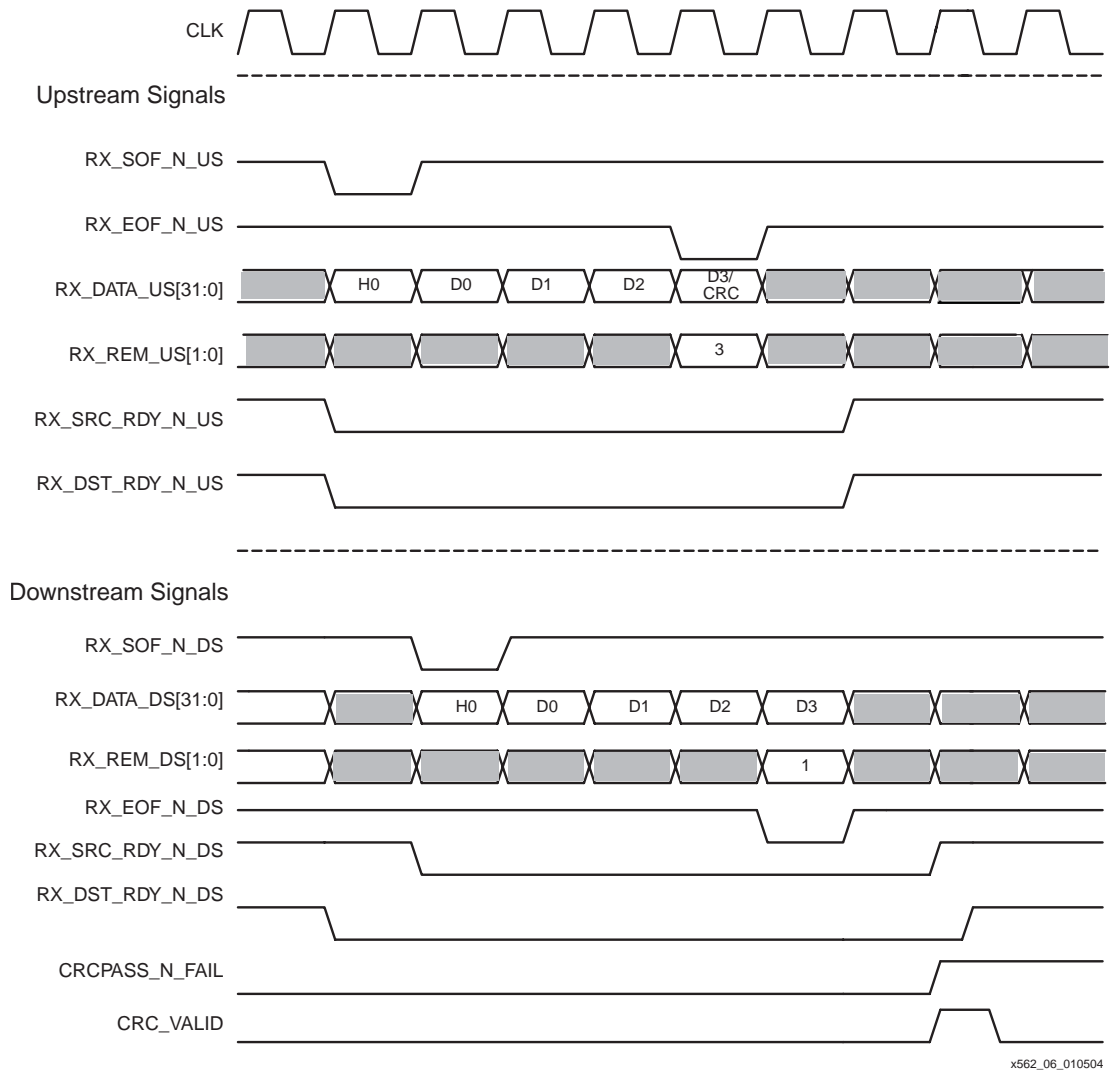 CLK
Upstream Signals
RX_SOF_N_US
RX_EOF_N_US
RX_DATA_US[31:0] H0 D0 D1 D2 D3/
CRC
RX_REM_US[1:0] 3
RX_SRC_RDY_N_US
RX_DST_RDY_N_US
Downstream Signals
RX_SOF_N_DS
RX_DATA_DS[31:0] H0 D0 D1 D2 D3
RX_REM_DS[1:0] 1
RX_EOF_N_DS
RX_SRC_RDY_N_DS
RX_DST_RDY_N_DS
CRCPASS_N_FAIL
CRC_VALID
x562_06_010504